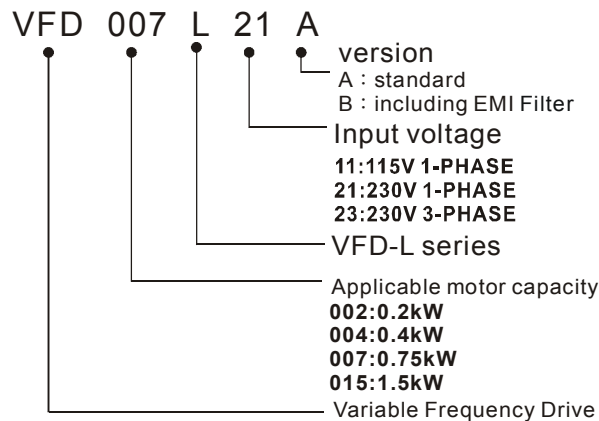 VFD 007 L 21 A
version
A：standard
B：including EMI Filter
Input voltage
11:115V 1-PHASE
21:230V 1-PHASE
23:230V 3-PHASE
VFD-L series
Applicable motor capacity
002:0.2kW
004:0.4kW
007:0.75kW
015:1.5kW
Variable Frequency Drive